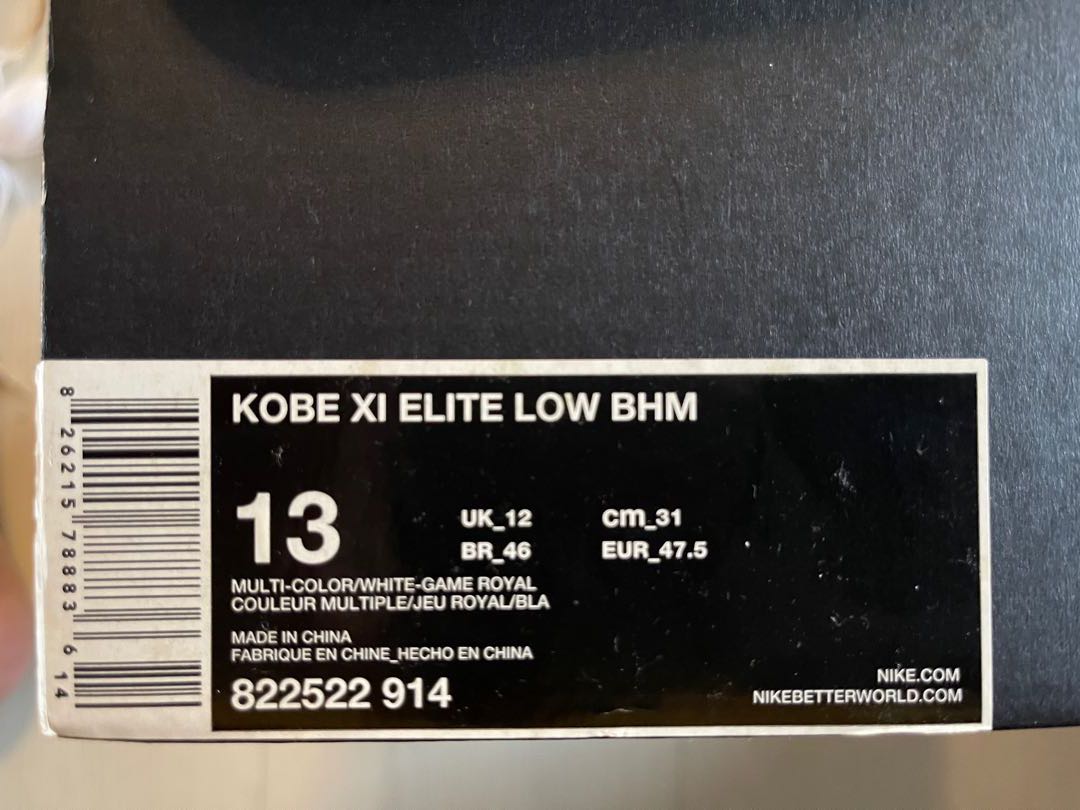 KOBE XI ELITE LOW BHM
13
UK_12 cm_31
BR_46 EUR_47.5
MULTI-COLOR/WHITE-GAME ROYAL
COULEUR MULTIPLE/JEU ROYAL/BLA
MADE IN CHINA
FABRIQUE EN CHINE_HECHO EN CHINA
822522 914
NIKE.COM
NIKEBETTERWORLD.COM
8 26215 78883 6 14